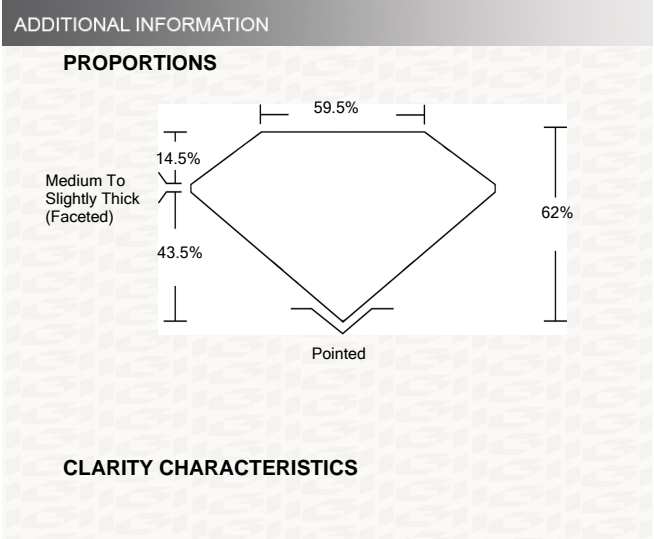 ADDITIONAL INFORMATION
PROPORTIONS
59.5%
14.5%
Medium To
Slightly Thick
(Faceted)
62%
43.5%
Pointed
CLARITY CHARACTERISTICS